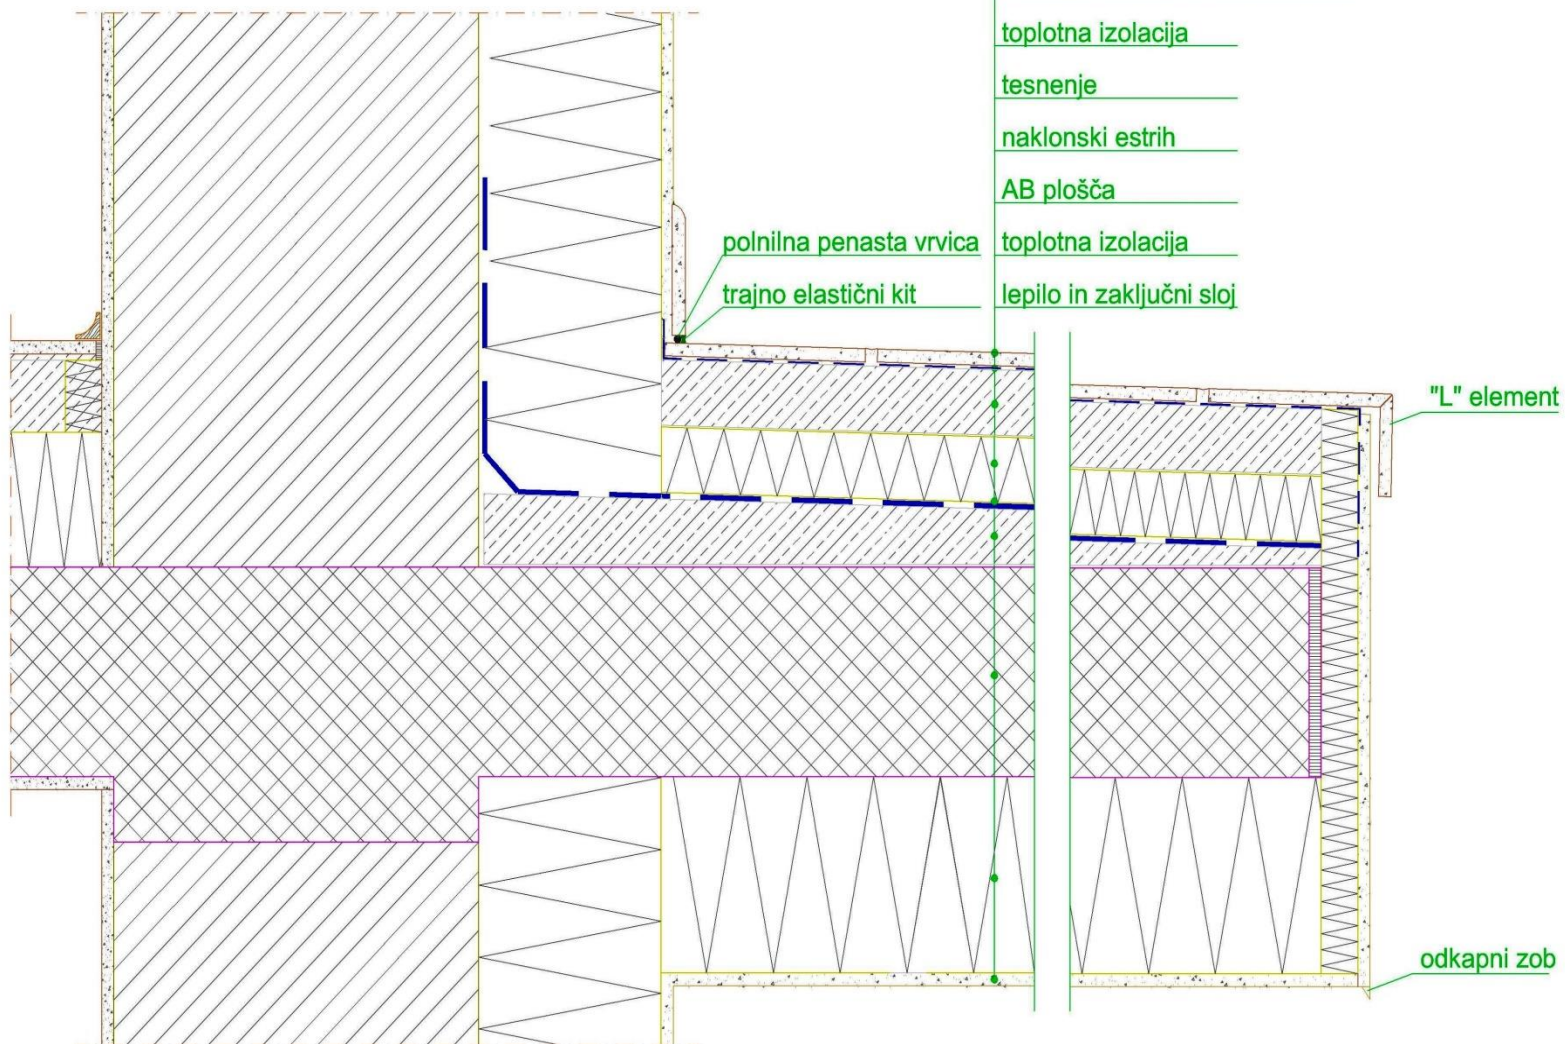 toplotna izolacija
tesnenje
naklonski estrih
AB plošča
polnilna penasta vrvica
toplotna izolacija
trajno elastični kit
lepilo in zaključni sloj
"L" element
odkapni zob